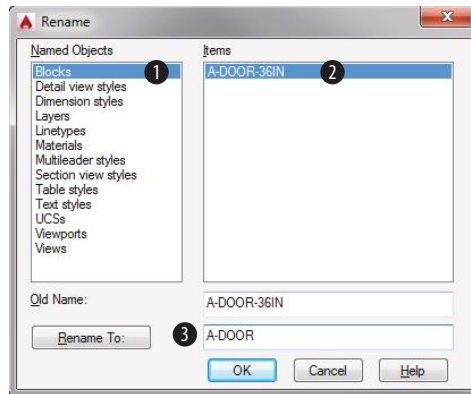 Rename
Named Objects
Items
Blocks
1
A-DOOR-36IN
2
Detail view styles
Dimension styles
Layers
Linetypes
Materials
Multileader styles
Section view styles
Table styles
Text styles
UCSs
Viewports
Views
Old Name:
A-DOOR-36IN
Rename To:
3
A-DOOR
OK
Cancel
Help